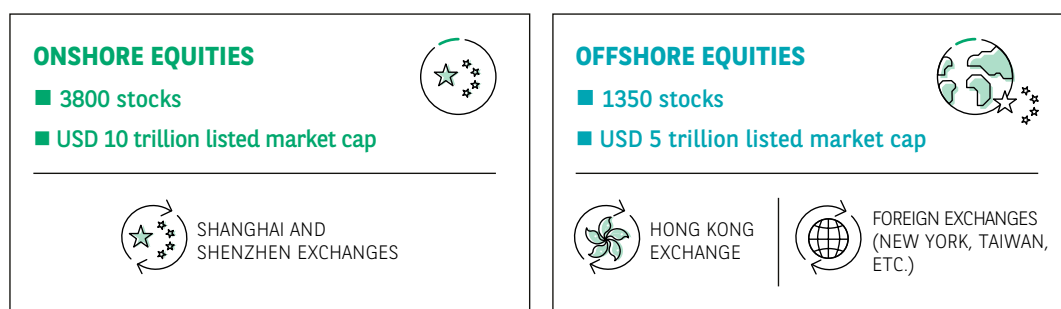 ONSHORE EQUITIES
3800 stocks
USD 10 trillion listed market cap
SHANGHAI AND
SHENZHEN EXCHANGES
OFFSHORE EQUITIES
1350 stocks
USD 5 trillion listed market cap
HONG KONG
EXCHANGE
FOREIGN EXCHANGES
(NEW YORK, TAIWAN,
ETC.)